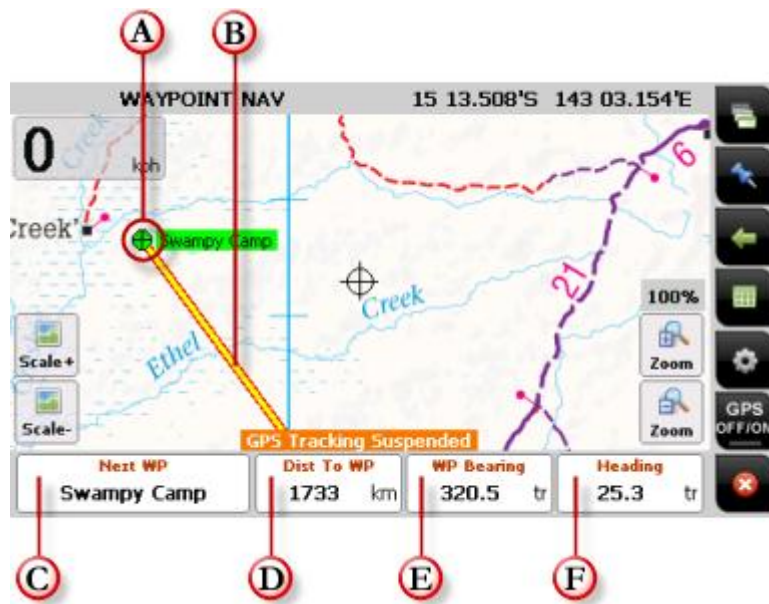 A B
WAYPOINT NAV 15 13.508'S 143 03.154'E
0 kph
Creek
6
Creek'
Swampy Camp
21
100%
Creek
Scale+
Zoom
Ethel
Scale-
Zoom
GPS OFF/ON
GPS Tracking Suspended
Next WP Dist To WP WP Bearing Heading
Swampy Camp 1733 km 320.5 tr 25.3 tr
C D E F